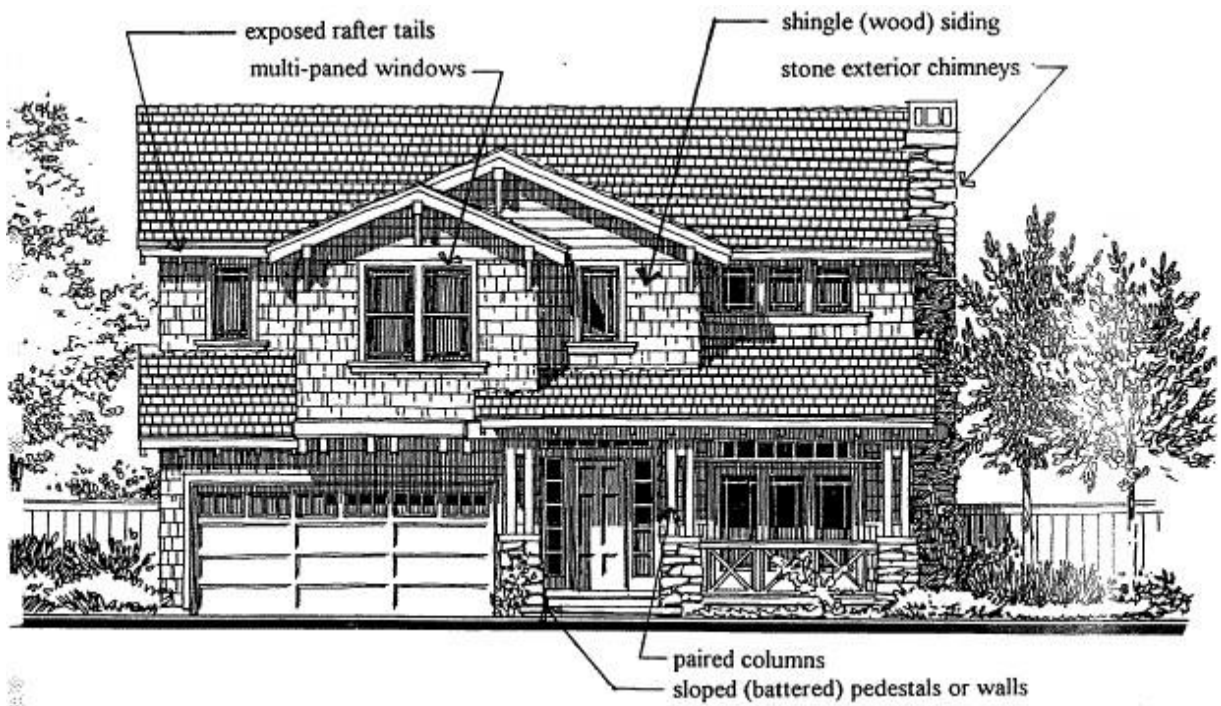 exposed rafter tails
multi-paned windows
shingle (wood) siding
stone exterior chimneys
paired columns
sloped (battered) pedestals or walls